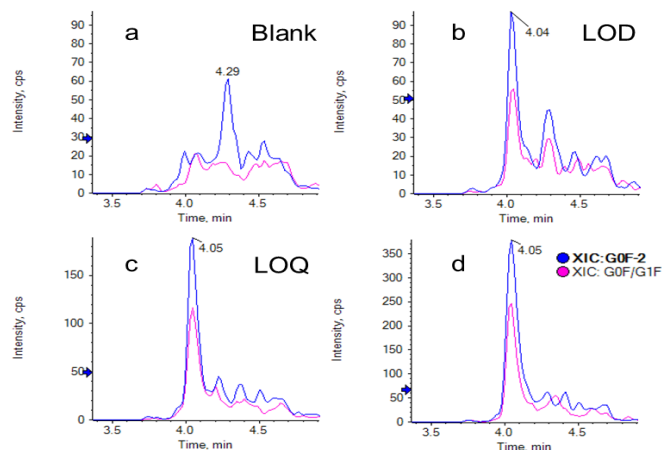 a
Blank
4.29
Intensity, cps
90
80
70
60
50
40
30
20
10
0
3.5
4.0
4.5
Time, min
b
LOD
4.04
Intensity, cps
90
80
70
60
50
40
30
20
10
0
3.5
4.0
4.5
Time, min
c
LOQ
4.05
Intensity, cps
150
100
50
0
3.5
4.0
4.5
Time, min
d
4.05
XIC: G0F-2
XIC: G0F/G1F
Intensity, cps
350
300
250
200
150
100
50
0
3.5
4.0
4.5
Time, min